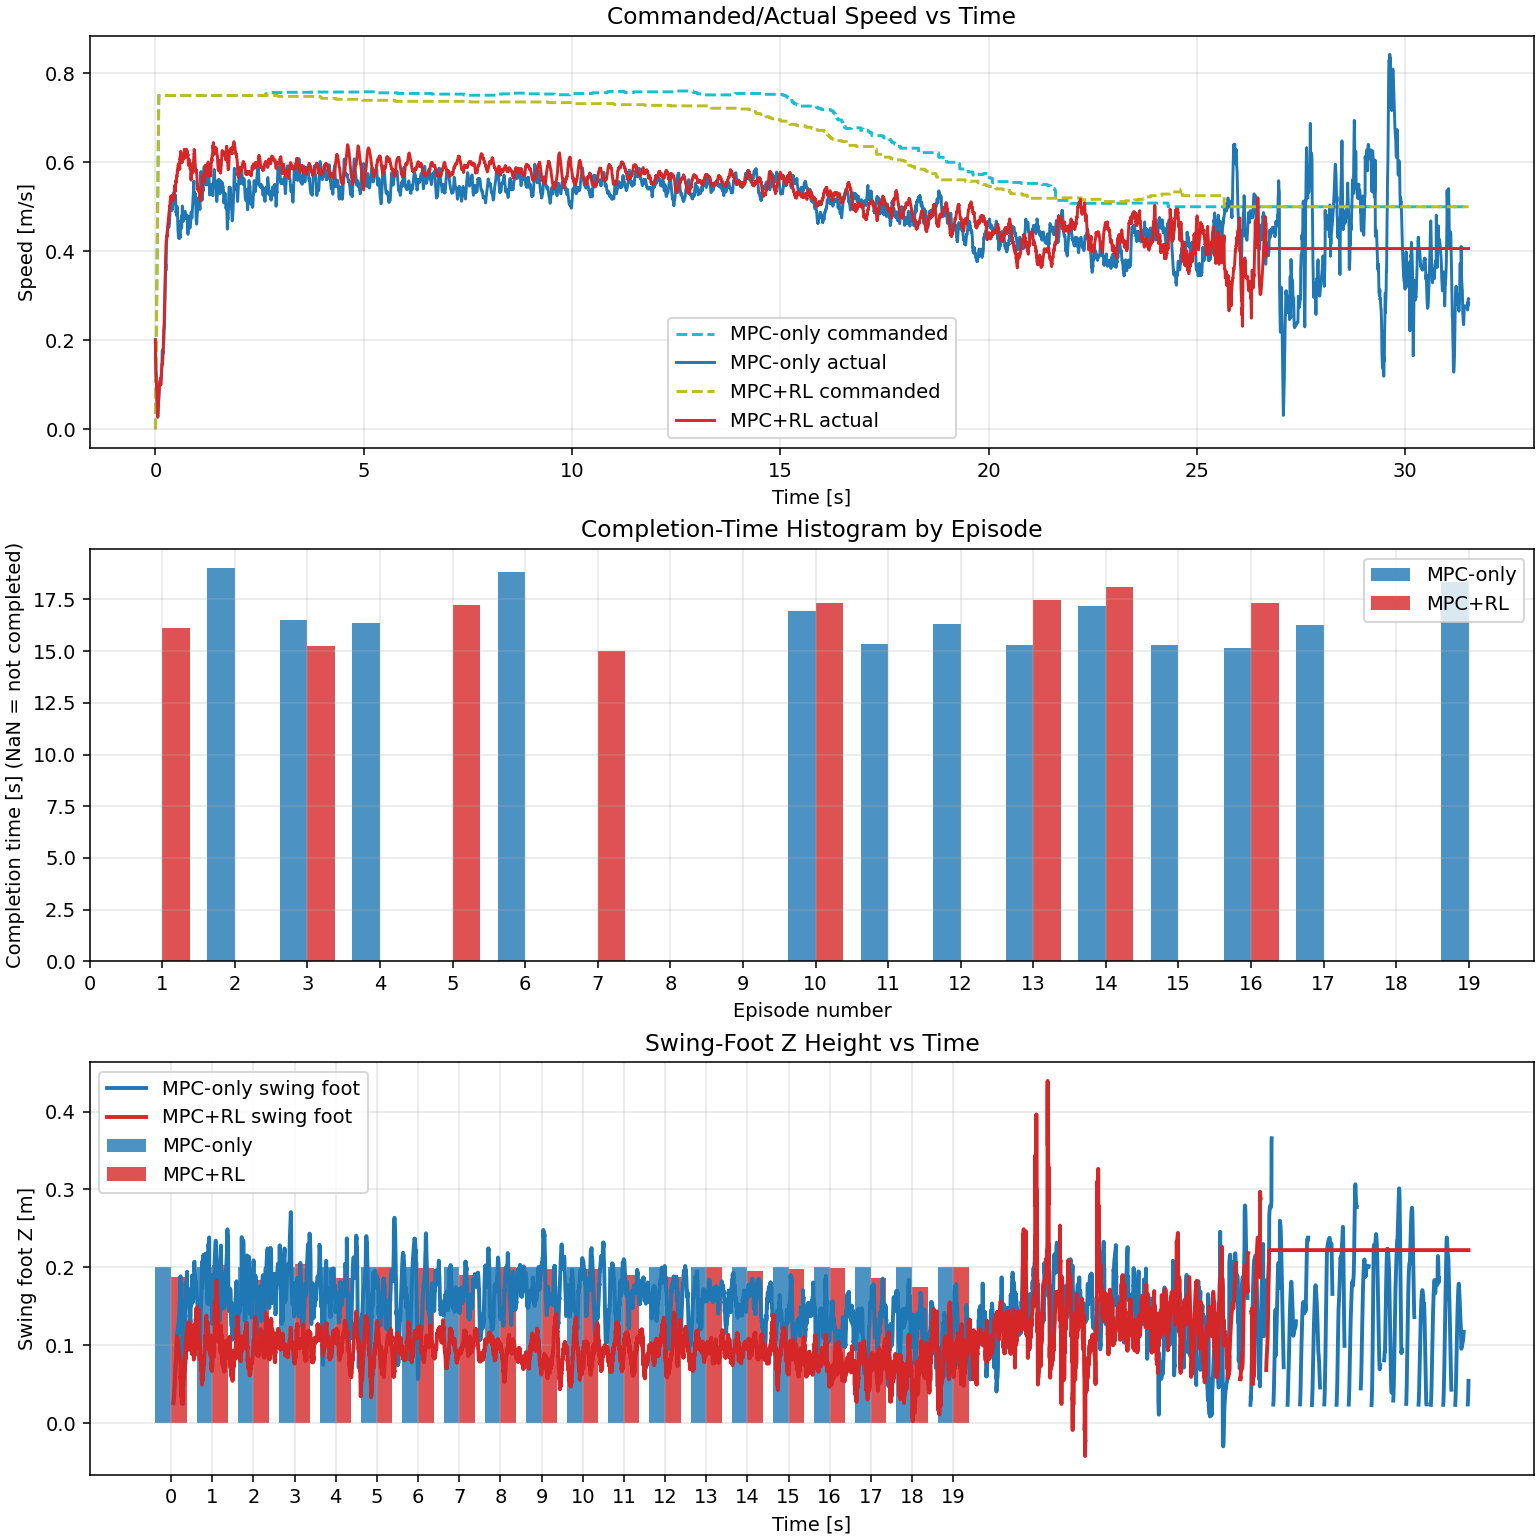 Commanded/Actual Speed vs Time
Speed [m/s]
0.8
0.6
0.4
0.2
0.0
MPC-only commanded
MPC-only actual
MPC+RL commanded
MPC+RL actual
0 5 10 15 20 25 30
Time [s]
Completion-Time Histogram by Episode
Completion time [s] (NaN = not completed)
17.5
15.0
12.5
10.0
7.5
5.0
2.5
0.0
MPC-only
MPC+RL
0 1 2 3 4 5 6 7 8 9 10 11 12 13 14 15 16 17 18 19
Episode number
Swing-Foot Z Height vs Time
Swing foot Z [m]
0.4
0.3
0.2
0.1
0.0
MPC-only swing foot
MPC+RL swing foot
MPC-only
MPC+RL
0 1 2 3 4 5 6 7 8 9 10 11 12 13 14 15 16 17 18 19
Time [s]